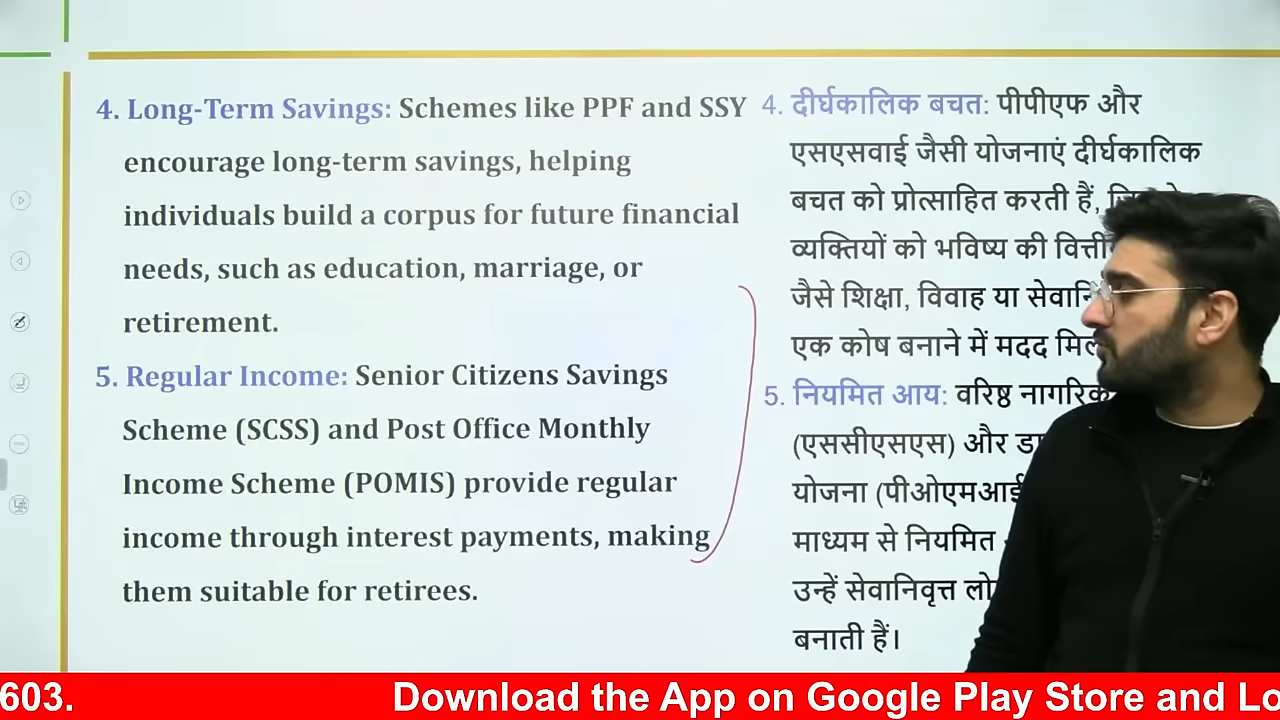 4. Long-Term Savings: Schemes like PPF and SSY
encourage long-term savings, helping
individuals build a corpus for future financial
needs, such as education, marriage, or
retirement.
5. Regular Income: Senior Citizens Savings
Scheme (SCSS) and Post Office Monthly
Income Scheme (POMIS) provide regular
income through interest payments, making
them suitable for retirees.
4. दीर्घकालिक बचत: पीपीएफ और
एसएसवाई जैसी योजनाएं दीर्घकालिक
बचत को प्रोत्साहित करती हैं,
व्यक्तियों को भविष्य की
जैसे शिक्षा, विवाह या
एक कोष बनाने में मदद
5. नियमित आय: वरिष्ठ नागरिक
(एससीएसएस) और
योजना
माध्यम से नियमित
उन्हें सेवानिवृत्त
बनाती हैं।
603. Download the App on Google Play Store and